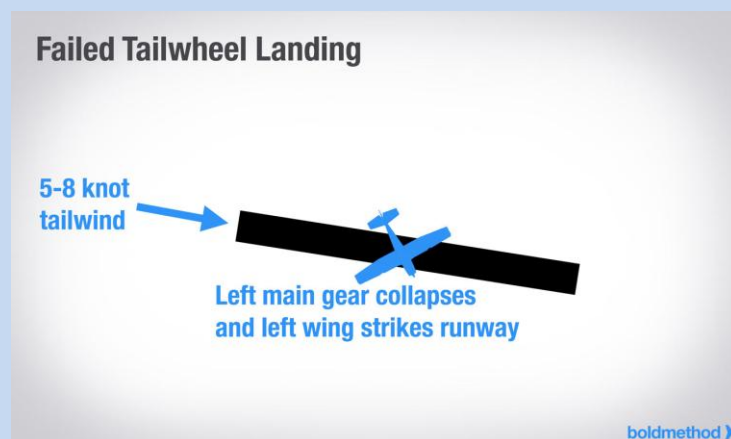 Failed Tailwheel Landing
5-8 knot
tailwind
Left main gear collapses
and left wing strikes runway
boldmethod